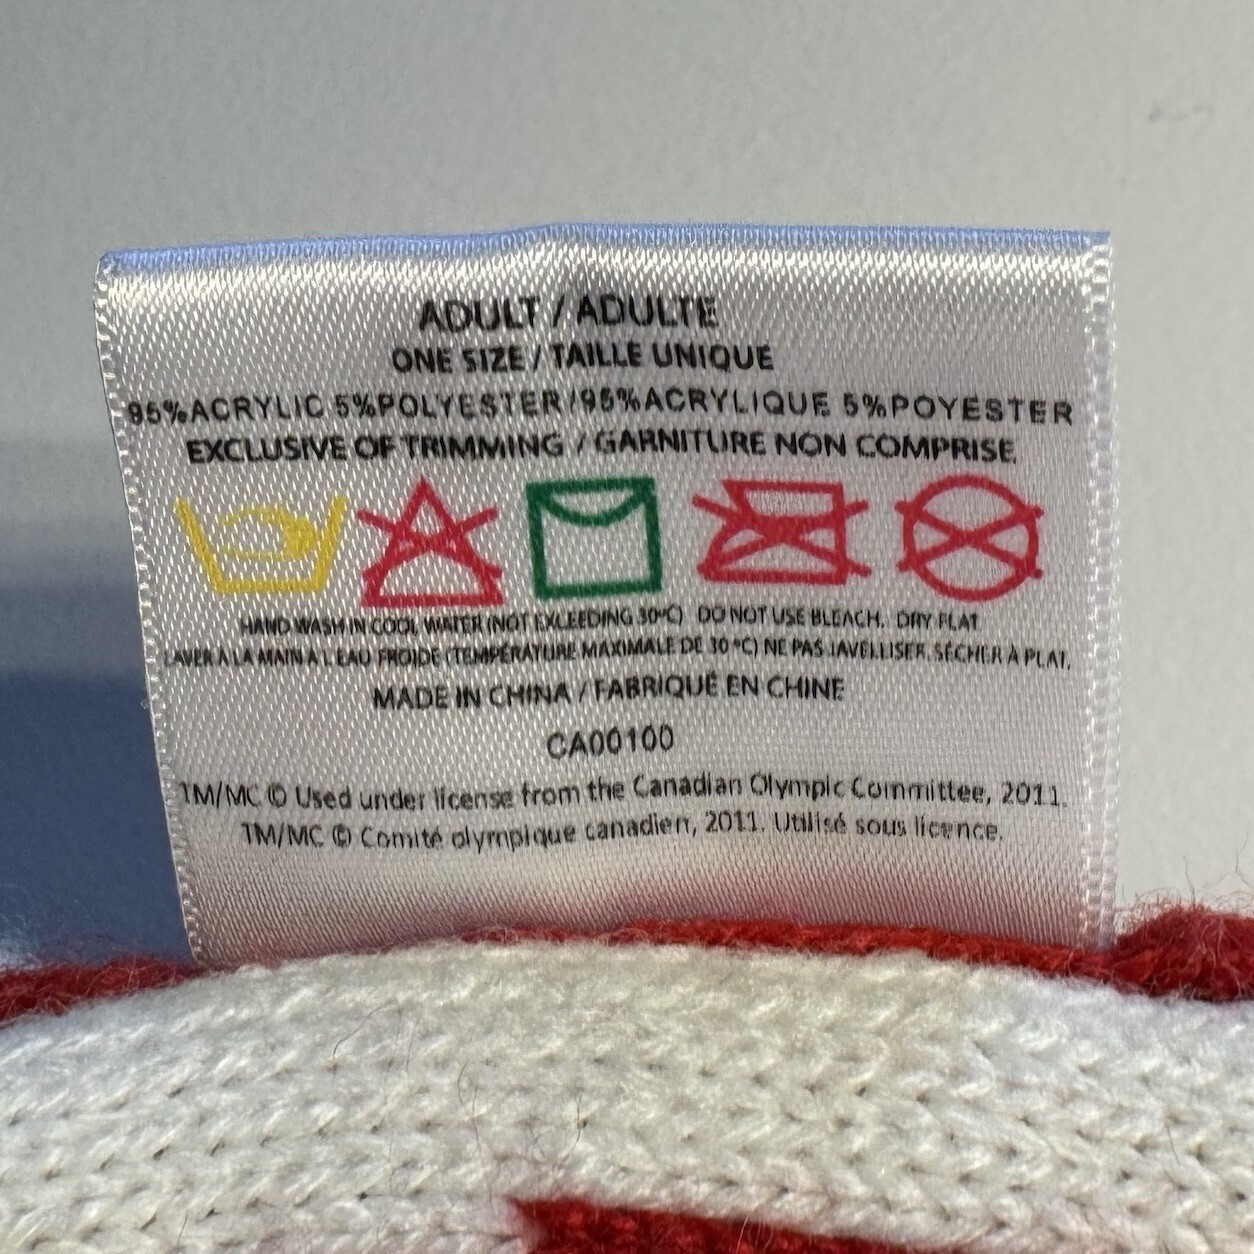 ADULT / ADULTE
ONE SIZE / TAILLE UNIQUE
95%ACRYLIC 5%POLYESTER/95%ACRYLIQUE 5%POYESTER
EXCLUSIVE OF TRIMMING / GARNITURE NON COMPRISE
HAND WASH IN COOL WATER (NOT EXLEEDING 30°C) DO NOT USE BLEACH. DRY FLAT
LAVER À LA MAIN A L EAU FROIDE (TEMPÉRATURE MAXIMALE DE 30 °C) NE PAS JAVELLISER. SÉCHER À PLAT.
MADE IN CHINA / FABRIQUÉ EN CHINE
CA00100
TM/MC © Used under license from the Canadian Olympic Committee, 2011.
TM/MC © Comité olympique canadien, 2011. Utilisé sous licence.